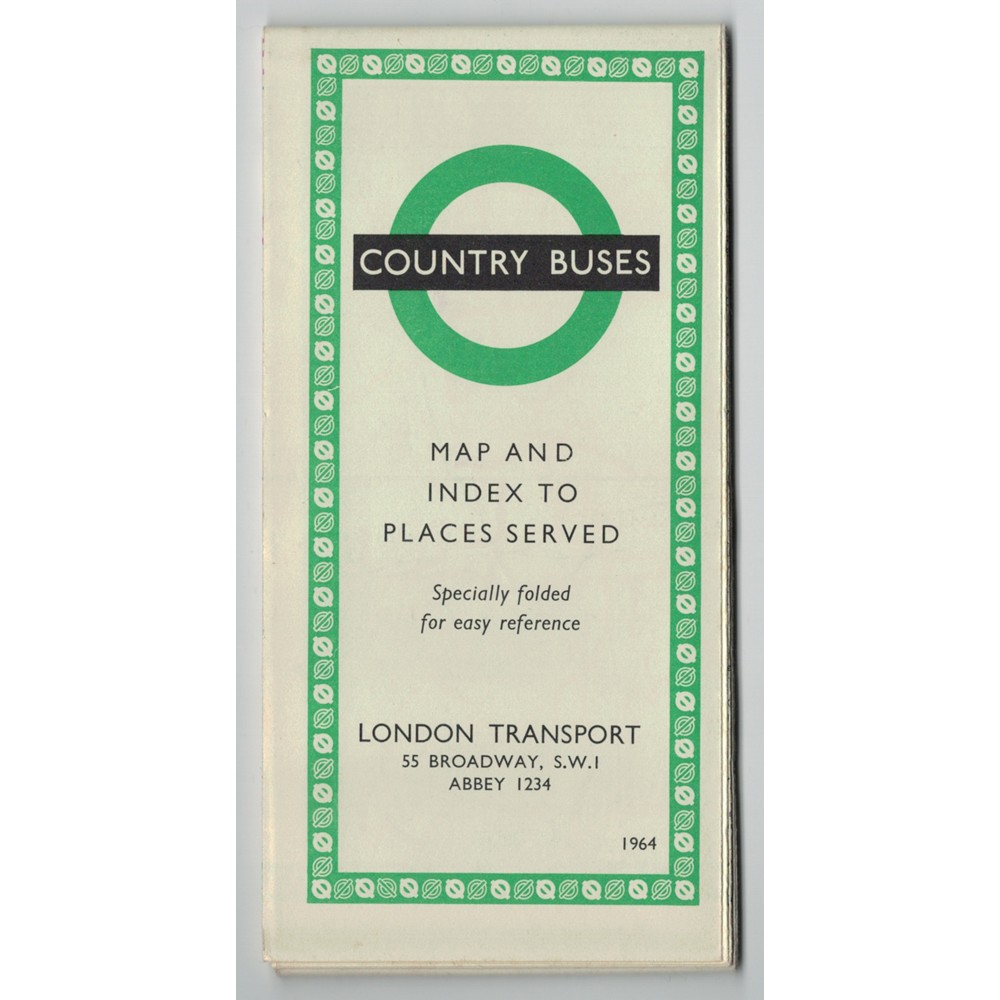 COUNTRY BUSES
MAP AND
INDEX TO
PLACES SERVED
Specially folded
for easy reference
LONDON TRANSPORT
55 BROADWAY, S.W.1
ABBEY 1234
1964